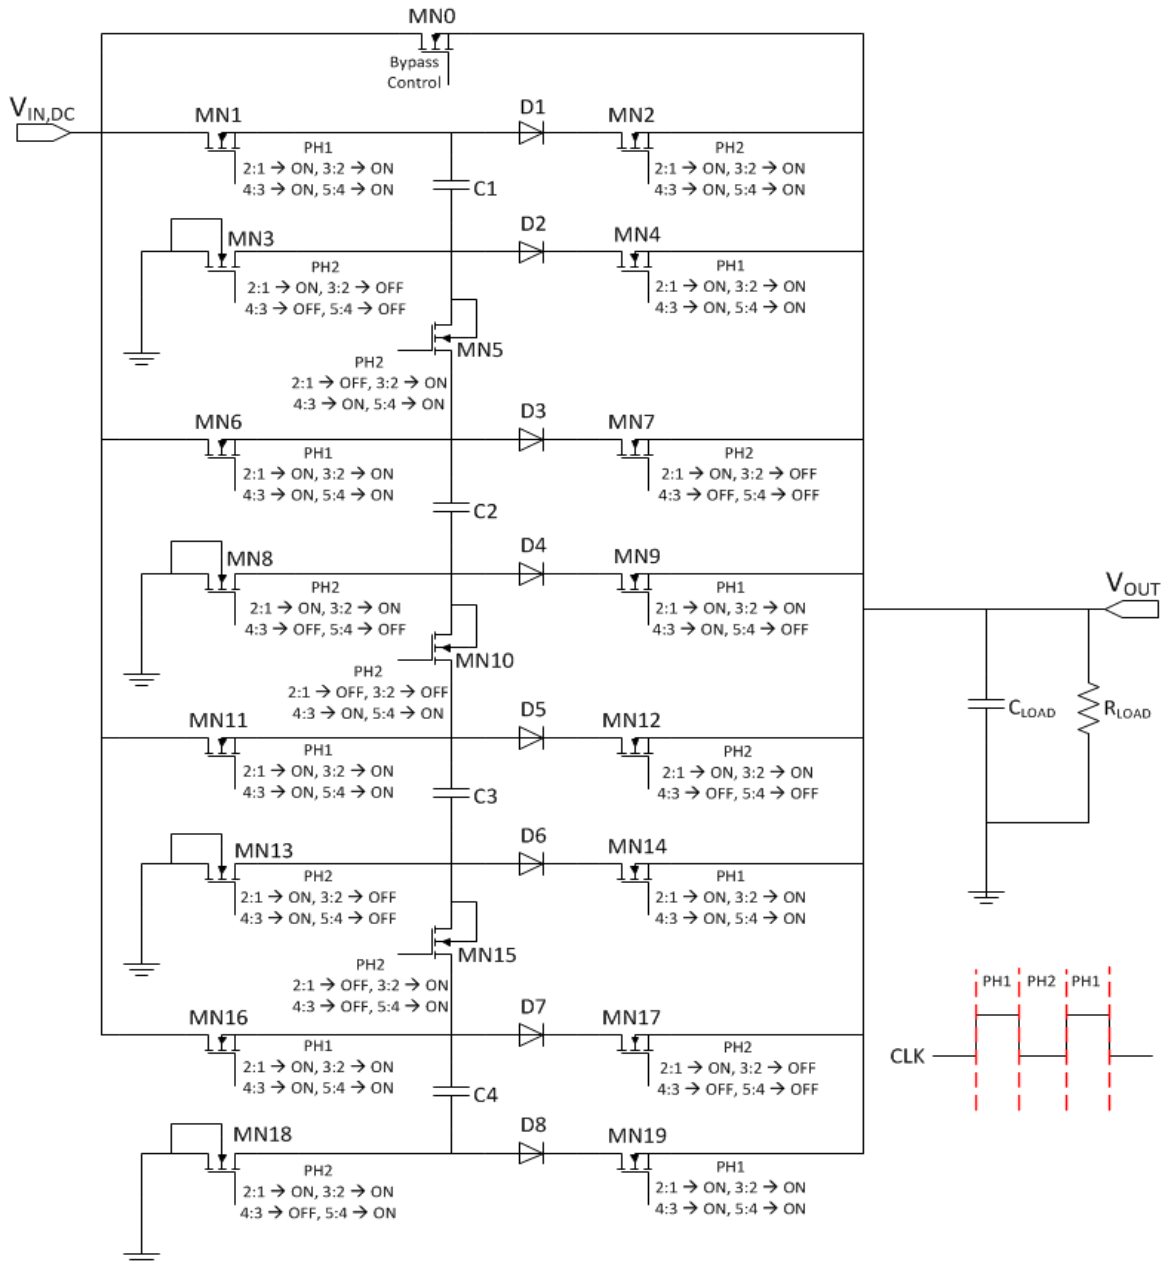 MN0
Bypass
Control
V_IN,DC
MN1
D1
MN2
PH1
2:1 → ON, 3:2 → ON
4:3 → ON, 5:4 → ON
PH2
2:1 → ON, 3:2 → ON
4:3 → ON, 5:4 → ON
C1
MN3
D2
MN4
PH2
2:1 → ON, 3:2 → OFF
4:3 → OFF, 5:4 → OFF
PH1
2:1 → ON, 3:2 → ON
4:3 → ON, 5:4 → ON
MN5
PH2
2:1 → OFF, 3:2 → ON
4:3 → ON, 5:4 → ON
MN6
D3
MN7
PH1
2:1 → ON, 3:2 → ON
4:3 → ON, 5:4 → ON
PH2
2:1 → ON, 3:2 → OFF
4:3 → OFF, 5:4 → OFF
C2
MN8
D4
MN9
PH2
2:1 → ON, 3:2 → ON
4:3 → OFF, 5:4 → OFF
PH1
2:1 → ON, 3:2 → ON
4:3 → ON, 5:4 → OFF
V_OUT
MN10
PH2
2:1 → OFF, 3:2 → OFF
4:3 → ON, 5:4 → ON
MN11
D5
MN12
C_LOAD
R_LOAD
PH1
2:1 → ON, 3:2 → ON
4:3 → ON, 5:4 → ON
PH2
2:1 → ON, 3:2 → ON
4:3 → OFF, 5:4 → OFF
C3
MN13
D6
MN14
PH2
2:1 → ON, 3:2 → OFF
4:3 → ON, 5:4 → OFF
PH1
2:1 → ON, 3:2 → ON
4:3 → ON, 5:4 → ON
MN15
PH2
2:1 → OFF, 3:2 → ON
4:3 → OFF, 5:4 → ON
PH1
PH2
PH1
CLK
MN16
D7
MN17
PH1
2:1 → ON, 3:2 → ON
4:3 → ON, 5:4 → ON
PH2
2:1 → ON, 3:2 → OFF
4:3 → OFF, 5:4 → OFF
C4
MN18
D8
MN19
PH2
2:1 → ON, 3:2 → ON
4:3 → OFF, 5:4 → ON
PH1
2:1 → ON, 3:2 → ON
4:3 → ON, 5:4 → ON